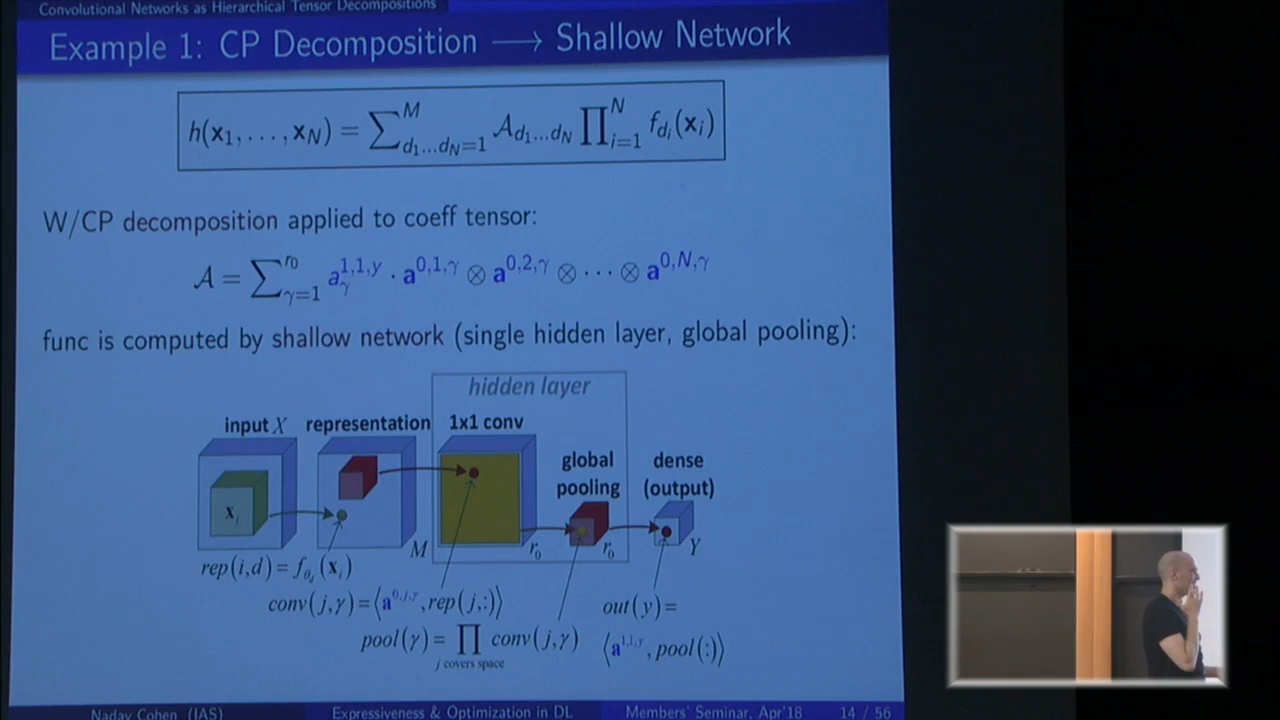 Convolutional Networks as Hierarchical Tensor Decompositions
Example 1: CP Decomposition ⟶ Shallow Network
h(x₁, . . . , x_N) = ∑_{d₁...d_N=1}^{M} 𝒜_{d₁...d_N} ∏_{i=1}^{N} f_{d_i}(x_i)
W/CP decomposition applied to coeff tensor:
𝒜 = ∑_{γ=1}^{r₀} a_γ^{1,1,y} · a^{0,1,γ} ⊗ a^{0,2,γ} ⊗ · · · ⊗ a^{0,N,γ}
func is computed by shallow network (single hidden layer, global pooling):
hidden layer
input X representation 1x1 conv
global pooling
dense (output)
x_i
M r₀ r₀ Y
rep(i,d) = f_{θ_d}(x_i)
conv(j,γ) = ⟨a^{0,j,γ}, rep(j,:)⟩
pool(γ) = ∏_{j covers space} conv(j,γ)
out(y) =
⟨a^{1,1,y}, pool(:)⟩
Nadav Cohen (IAS) Expressiveness & Optimization in DL Members' Seminar, Apr'18 14 / 56